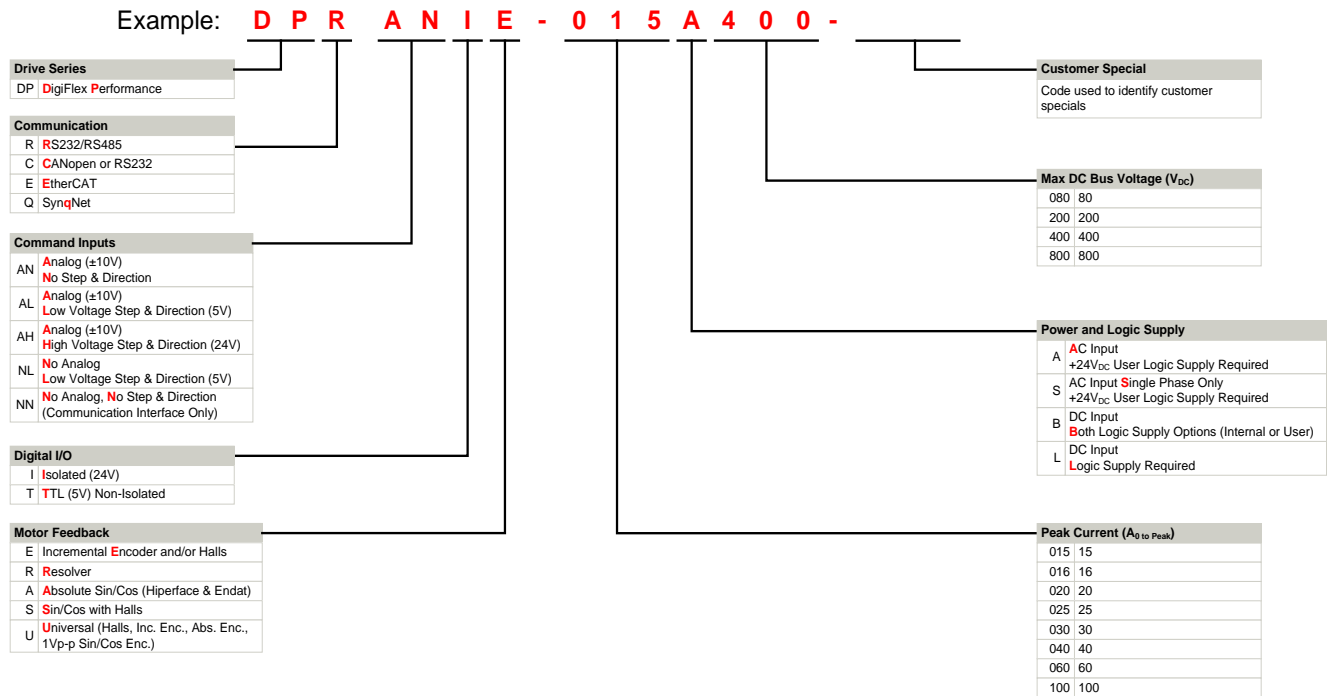 Example: D P R A N I E - 0 1 5 A 4 0 0 -
Drive Series
DP DigiFlex Performance
Communication
R RS232/RS485
C CANopen or RS232
E EtherCAT
Q SynqNet
Command Inputs
AN Analog (±10V)
No Step & Direction
AL Analog (±10V)
Low Voltage Step & Direction (5V)
AH Analog (±10V)
High Voltage Step & Direction (24V)
NL No Analog
Low Voltage Step & Direction (5V)
NN No Analog, No Step & Direction
(Communication Interface Only)
Digital I/O
I Isolated (24V)
T TTL (5V) Non-Isolated
Motor Feedback
E Incremental Encoder and/or Halls
R Resolver
A Absolute Sin/Cos (Hiperface & Endat)
S Sin/Cos with Halls
U Universal (Halls, Inc. Enc., Abs. Enc.,
1Vp-p Sin/Cos Enc.)
Customer Special
Code used to identify customer
specials
Max DC Bus Voltage (VDC)
080 80
200 200
400 400
800 800
Power and Logic Supply
A AC Input
+24VDC User Logic Supply Required
S AC Input Single Phase Only
+24VDC User Logic Supply Required
B DC Input
Both Logic Supply Options (Internal or User)
L DC Input
Logic Supply Required
Peak Current (A0 to Peak)
015 15
016 16
020 20
025 25
030 30
040 40
060 60
100 100